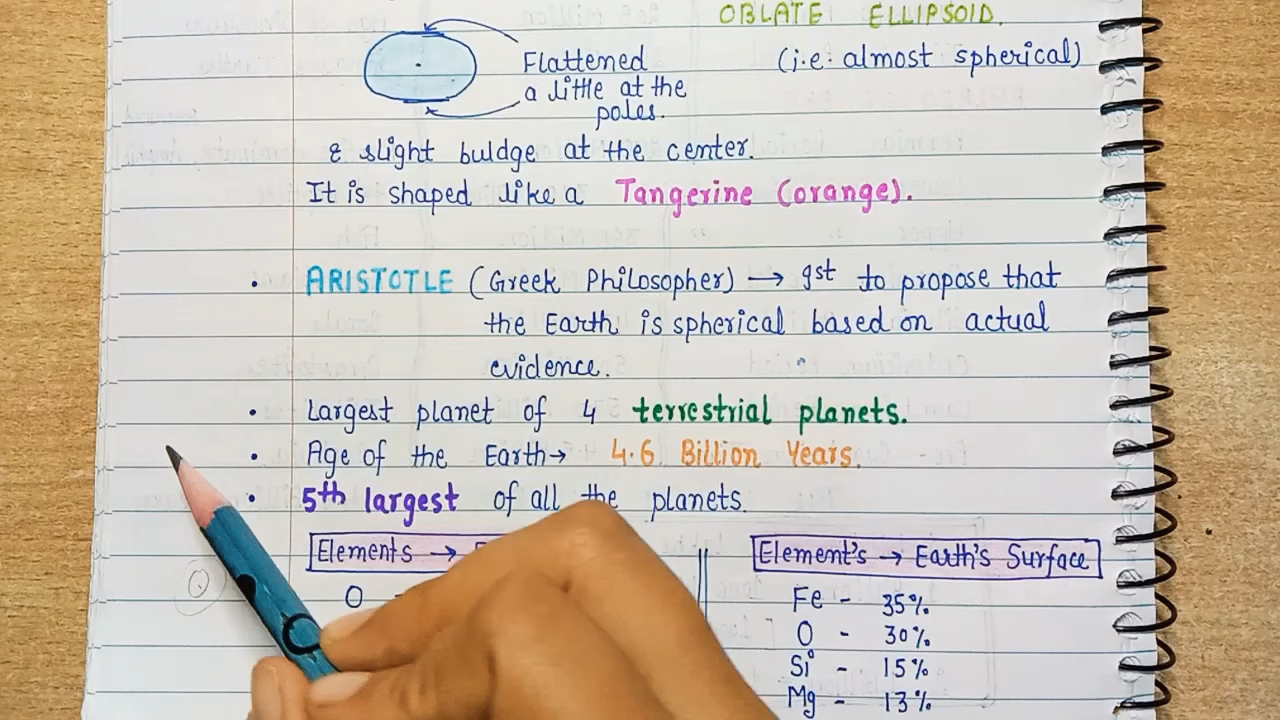 OBLATE ELLIPSOID.
Flattened (i.e. almost spherical)
a little at the
poles.
& slight buldge at the center.
It is shaped like a Tangerine (orange).
• ARISTOTLE (Greek Philosopher) → 1st to propose that
the Earth is spherical based on actual
evidence.
• Largest planet of 4 terrestrial planets.
• Age of the Earth → 4.6 Billion Years.
• 5th largest of all the planets.
Elements →
O -
Element's → Earth's Surface
Fe - 35%
O - 30%
Si - 15%
Mg - 13%